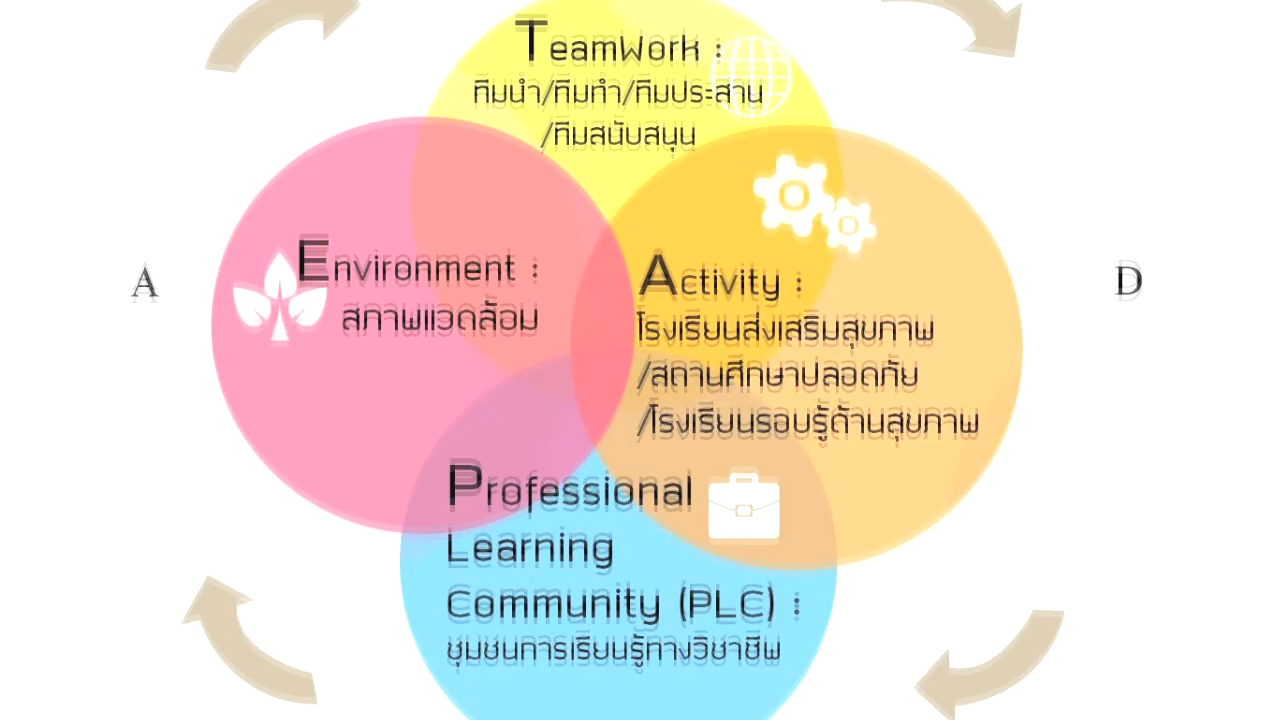 TeamWork :
ทีมนำ/ทีมทำ/ทีมประสาน
/ทีมสนับสนุน
Environment :
สภาพแวดล้อม
A
Activity :
โรงเรียนส่งเสริมสุขภาพ
/สถานศึกษาปลอดภัย
/โรงเรียนรอบรู้ด้านสุขภาพ
D
Professional
Learning
Community (PLC) :
ชุมชนการเรียนรู้ทางวิชาชีพ